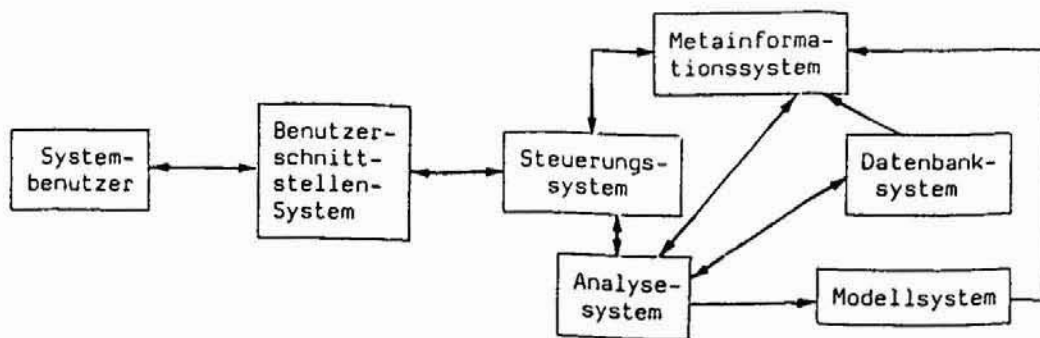 System-
benutzer
Benutzer-
schnitt-
stellen-
System
Steuerungs-
system
Metainforma-
tionssystem
Datenbank-
system
Analyse-
system
Modellsystem